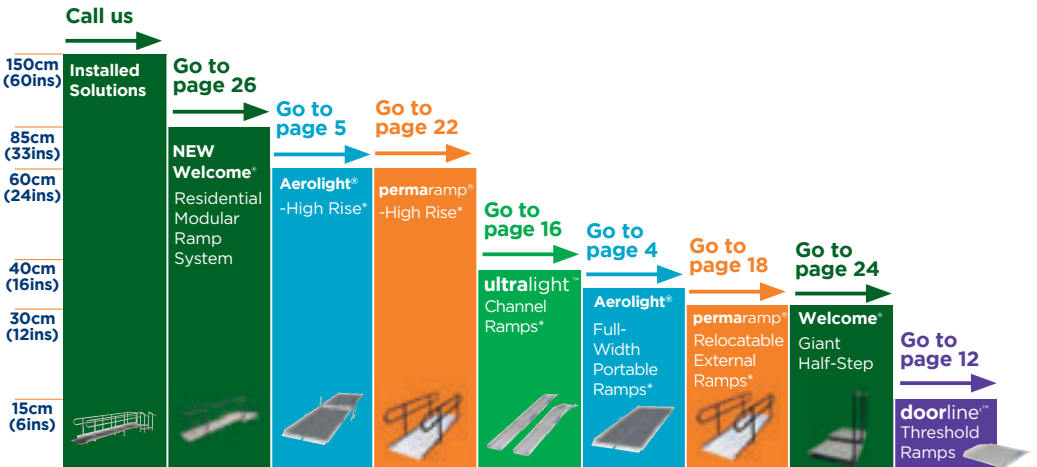 Call us
150cm
(60ins)
85cm
(33ins)
60cm
(24ins)
40cm
(16ins)
30cm
(12ins)
15cm
(6ins)
Installed
Solutions
Go to
page 26
NEW
Welcome®
Residential
Modular
Ramp
System
Go to
page 5
Aerolight®
-High Rise*
Go to
page 22
permaramp®
-High Rise*
Go to
page 16
ultralight™
Channel
Ramps*
Go to
page 4
Aerolight®
Full-
Width
Portable
Ramps*
Go to
page 18
permaramp®
Relocatable
External
Ramps*
Go to
page 24
Welcome®
Giant
Half-Step
Go to
page 12
doorline™
Threshold
Ramps